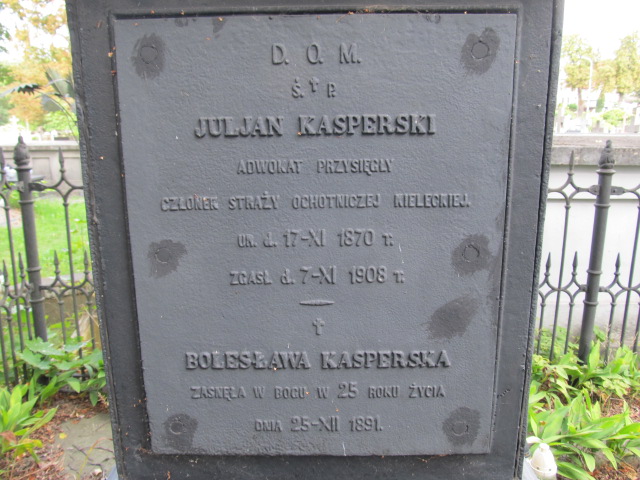 D. O. M.
Ś. † P.
JULJAN KASPERSKI
ADWOKAT PRZYSIĘGŁY
CZŁONEK STRAŻY OCHOTNICZEJ KIELECKIEJ.
UR. d. 17-XI 1870 r.
ZGASŁ d. 7-XI 1908 r.
†
BOLESŁAWA KASPERSKA
ZASNĘŁA W BOGU W 25 ROKU ŻYCIA
DNIA 25-XII 1891.